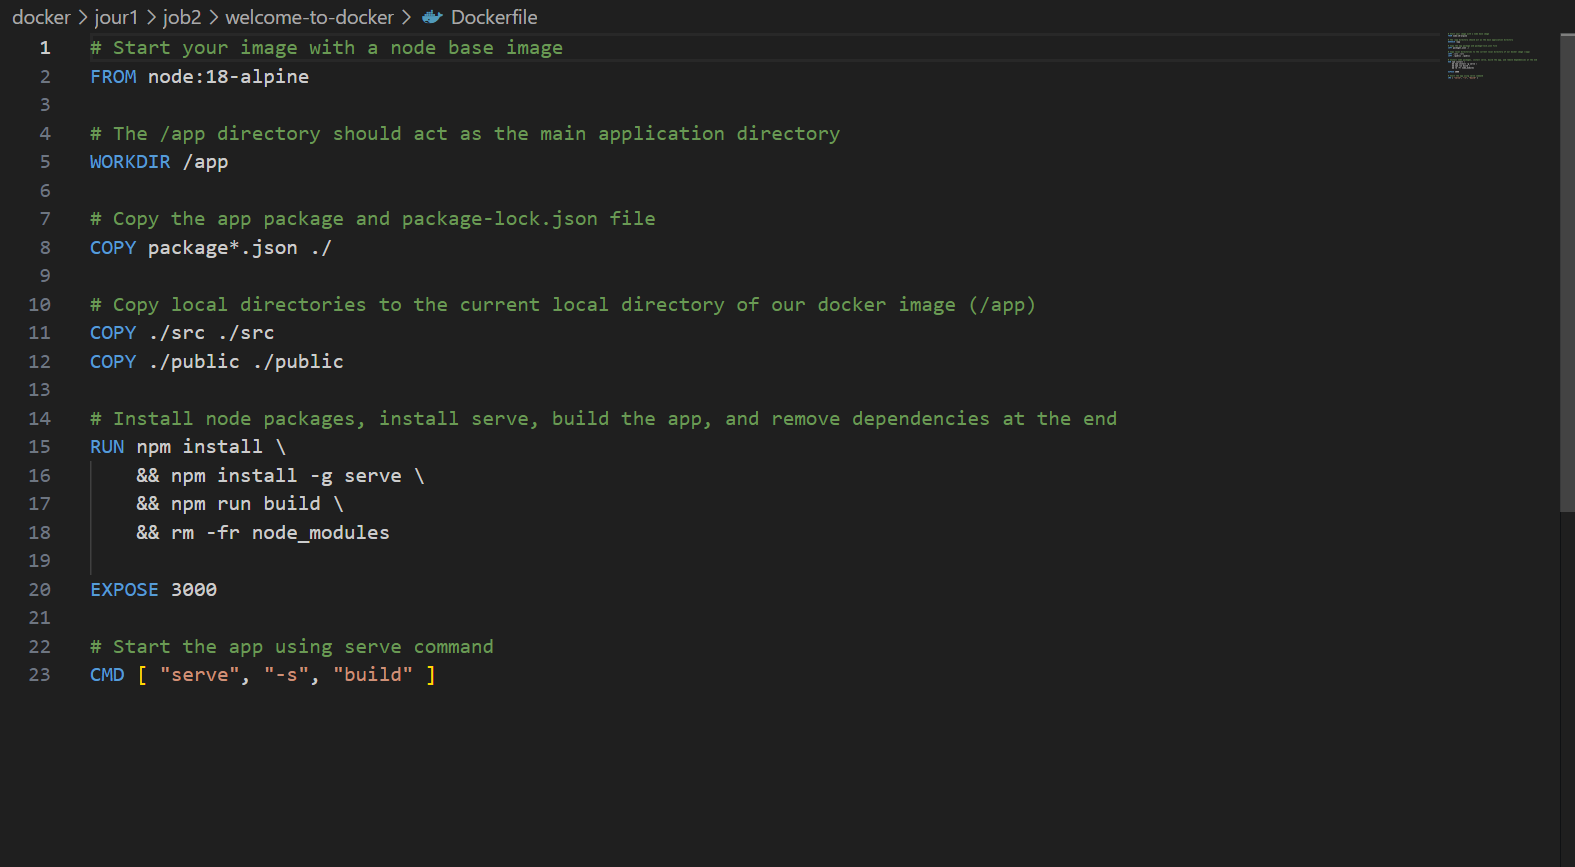 docker > jour1 > job2 > welcome-to-docker > Dockerfile
1 # Start your image with a node base image
2 FROM node:18-alpine
3
4 # The /app directory should act as the main application directory
5 WORKDIR /app
6
7 # Copy the app package and package-lock.json file
8 COPY package*.json ./
9
10 # Copy local directories to the current local directory of our docker image (/app)
11 COPY ./src ./src
12 COPY ./public ./public
13
14 # Install node packages, install serve, build the app, and remove dependencies at the end
15 RUN npm install \
16     && npm install -g serve \
17     && npm run build \
18     && rm -fr node_modules
19
20 EXPOSE 3000
21
22 # Start the app using serve command
23 CMD [ "serve", "-s", "build" ]